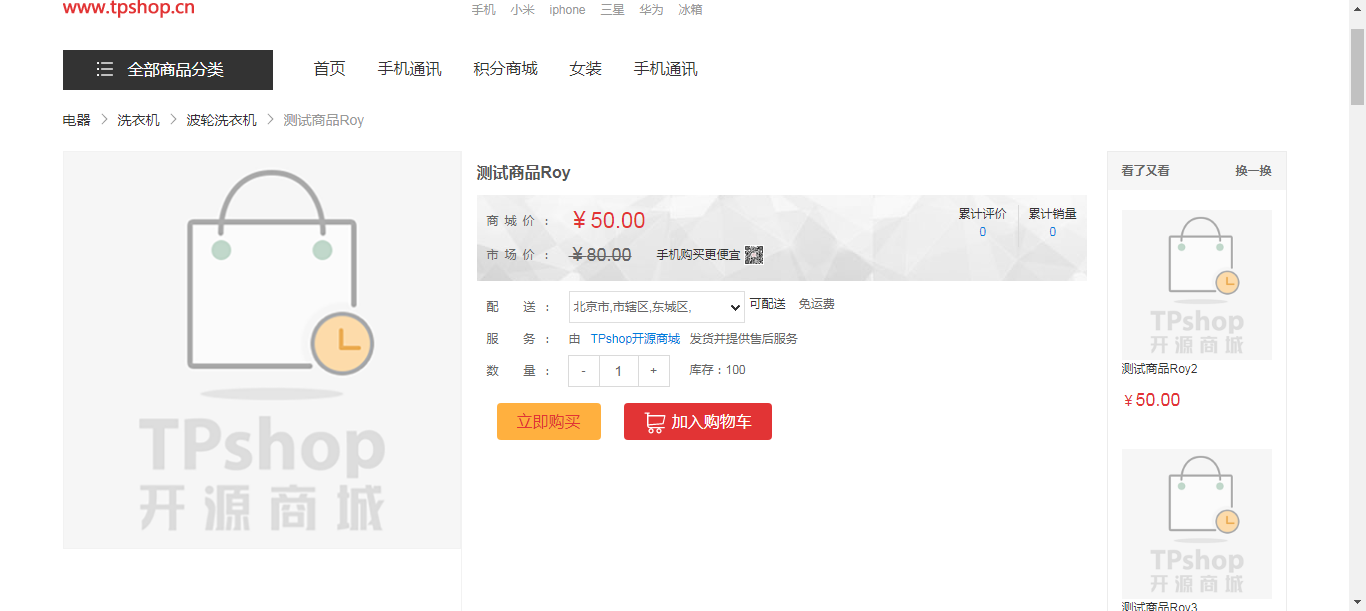 www.tpshop.cn
手机 小米 iphone 三星 华为 冰箱
全部商品分类 首页 手机通讯 积分商城 女装 手机通讯
电器 > 洗衣机 > 波轮洗衣机 > 测试商品Roy
TPshop
开源商城
测试商品Roy
商城价: ¥50.00
累计评价 累计销量
0 0
市场价: ¥80.00 手机购买更便宜
配送: 北京市,市辖区,东城区, 可配送 免运费
服务: 由 TPshop开源商城 发货并提供售后服务
数量: - 1 + 库存:100
立即购买 加入购物车
看了又看 换一换
TPshop
开源商城
测试商品Roy2
¥50.00
TPshop
开源商城
测试商品Roy3